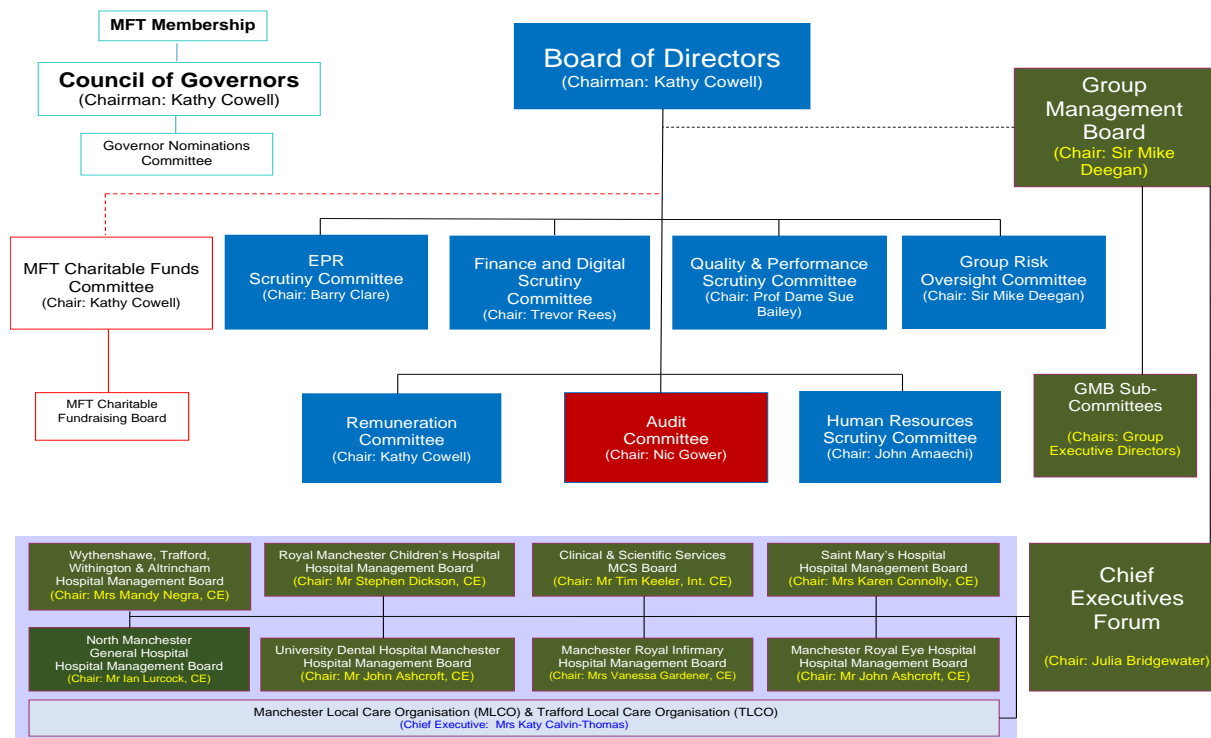 MFT Membership
Council of Governors
(Chairman: Kathy Cowell)
Governor Nominations
Committee
Board of Directors
(Chairman: Kathy Cowell)
Group
Management
Board
(Chair: Sir Mike
Deegan)
MFT Charitable Funds
Committee
(Chair: Kathy Cowell)
EPR
Scrutiny Committee
(Chair: Barry Clare)
Finance and Digital
Scrutiny
Committee
(Chair: Trevor Rees)
Quality & Performance
Scrutiny Committee
(Chair: Prof Dame Sue
Bailey)
Group Risk
Oversight Committee
(Chair: Sir Mike Deegan)
MFT Charitable
Fundraising Board
Remuneration
Committee
(Chair: Kathy Cowell)
Audit
Committee
(Chair: Nic Gower)
Human Resources
Scrutiny Committee
(Chair: John Amaechi)
GMB Sub-
Committees
(Chairs: Group
Executive Directors)
Wythenshawe, Trafford,
Withington & Altrincham
Hospital Management Board
(Chair: Mrs Mandy Negra, CE)
Royal Manchester Children's Hospital
Hospital Management Board
(Chair: Mr Stephen Dickson, CE)
Clinical & Scientific Services
MCS Board
(Chair: Mr Tim Keeler, Int. CE)
Saint Mary's Hospital
Hospital Management Board
(Chair: Mrs Karen Connolly, CE)
Chief
Executives
Forum
(Chair: Julia Bridgewater)
North Manchester
General Hospital
Hospital Management Board
(Chair: Mr Ian Lurcock, CE)
University Dental Hospital Manchester
Hospital Management Board
(Chair: Mr John Ashcroft, CE)
Manchester Royal Infirmary
Hospital Management Board
(Chair: Mrs Vanessa Gardener, CE)
Manchester Royal Eye Hospital
Hospital Management Board
(Chair: Mr John Ashcroft, CE)
Manchester Local Care Organisation (MLCO) & Trafford Local Care Organisation (TLCO)
(Chief Executive: Mrs Katy Calvin-Thomas)